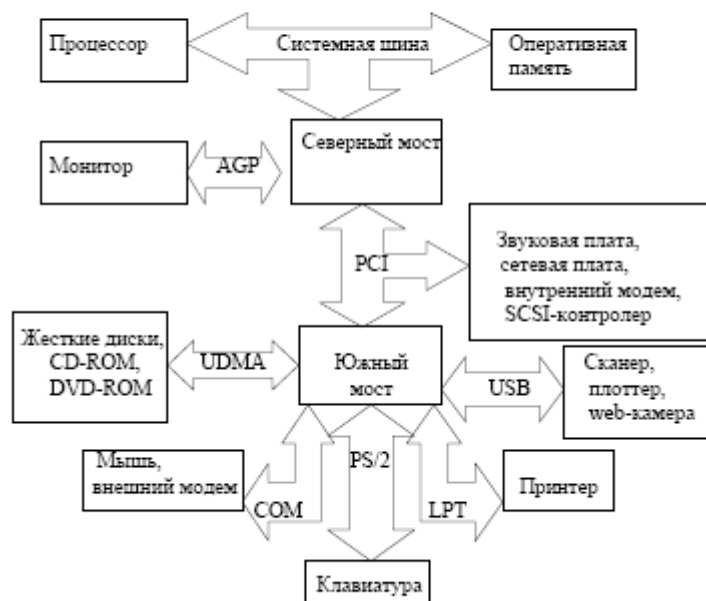 Процессор
Системная шина
Оперативная
память
Северный мост
Монитор
AGP
PCI
Звуковая плата,
сетевая плата,
внутренний модем,
SCSI-контролер
Жесткие диски,
CD-ROM,
DVD-ROM
UDMA
Южный
мост
USB
Сканер,
плоттер,
web-камера
Мышь,
внешний модем
COM
PS/2
LPT
Принтер
Клавиатура